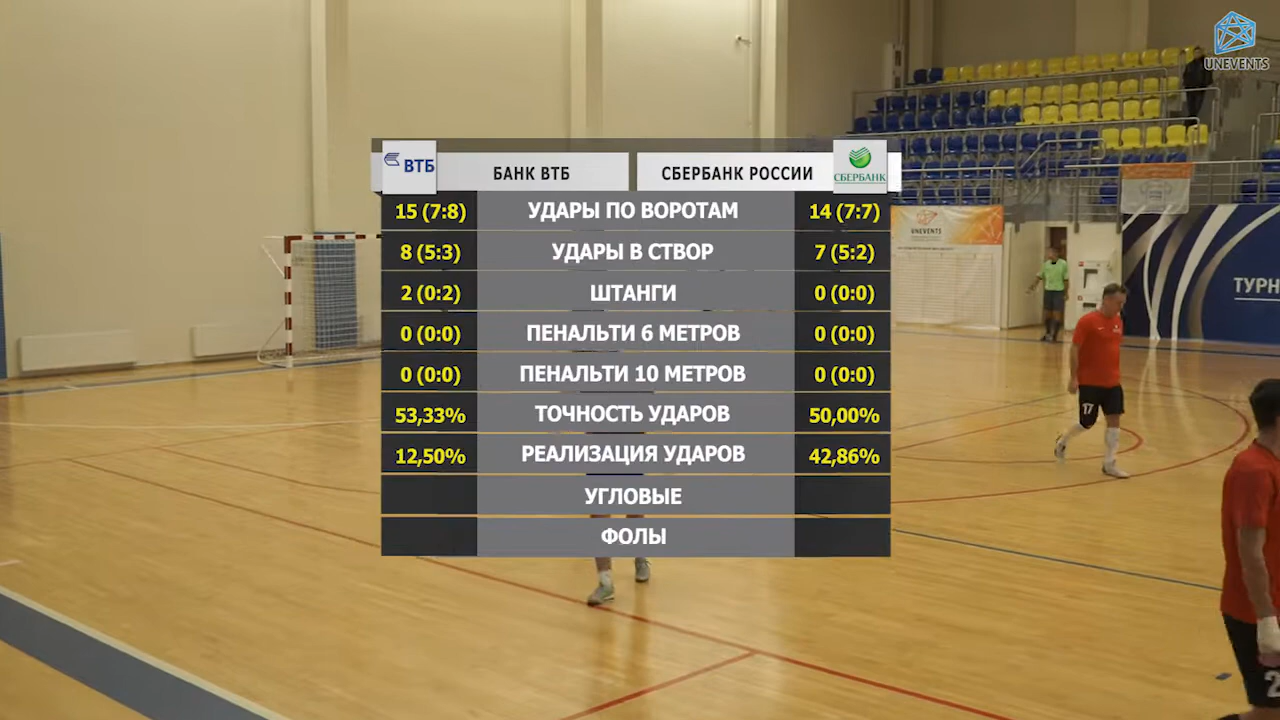 UNEVENTS
ВТБ
БАНК ВТБ
СБЕРБАНК РОССИИ
СБЕРБАНК
15 (7:8) УДАРЫ ПО ВОРОТАМ 14 (7:7)
8 (5:3) УДАРЫ В СТВОР 7 (5:2)
2 (0:2) ШТАНГИ 0 (0:0)
0 (0:0) ПЕНАЛЬТИ 6 МЕТРОВ 0 (0:0)
0 (0:0) ПЕНАЛЬТИ 10 МЕТРОВ 0 (0:0)
53,33% ТОЧНОСТЬ УДАРОВ 50,00%
12,50% РЕАЛИЗАЦИЯ УДАРОВ 42,86%
УГЛОВЫЕ
ФОЛЫ
UNEVENTS
ТУРН
17
2